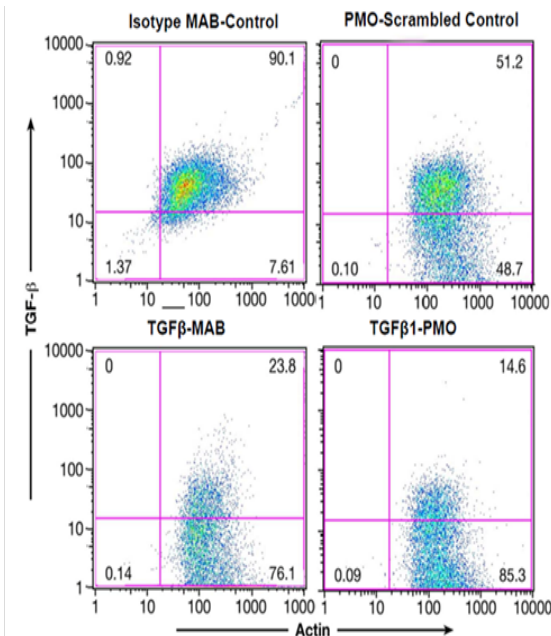 Isotype MAB-Control PMO-Scrambled Control
10000 0.92 90.1 0 51.2
1000
100
10
1 1.37 7.61 0.10 48.7
1 10 100 1000 1 10 100 1000 10000
TGF-β
TGFβ-MAB TGFβ1-PMO
10000 0 23.8 0 14.6
1000
100
10
1 0.14 76.1 0.09 85.3
1 10 100 1000 1 10 100 1000 10000
Actin